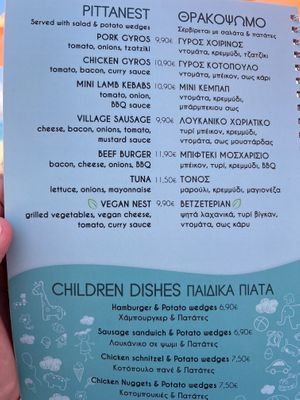 PITTANEST ΘΡΑΚΟΨΩΜΟ
Served with salad & potato wedges Σερβίρεται με σαλάτα & πατάτες
PORK GYROS 9,90€ ΓΥΡΟΣ ΧΟΙΡΙΝΟΣ
tomato, onions, tzatziki ντομάτα, κρεμμύδι, τζατζίκι
CHICKEN GYROS 10,90€ ΓΥΡΟΣ ΚΟΤΟΠΟΥΛΟ
tomato, bacon, curry sauce ντομάτα, μπέικον, σως κάρι
MINI LAMB KEBABS 10,90€ ΜΙΝΙ ΚΕΜΠΑΠ
tomato, onion, ντομάτα, κρεμμύδι,
BBQ sauce σως BBQ
VILLAGE SAUSAGE 9,90€ ΛΟΥΚΑΝΙΚΟ ΧΩΡΙΑΤΙΚΟ
cheese, bacon, onions, tomato, τυρί μπέικον, κρεμμύδι,
mustard sauce ντομάτα, σως μουστάρδας
BEEF BURGER 11,90€ ΜΠΙΦΤΕΚΙ ΜΟΣΧΑΡΙΣΙΟ
bacon, cheese, onions, BBQ μπέικον, τυρί, κρεμμύδι, BBQ
TUNA 11,50€ ΤΟΝΟΣ
lettuce, onions, mayonnaise μαρούλι, κρεμμύδι, μαγιονέζα
VEGAN NEST 9,90€ ΒΕΤΖΕΤΕΡΙΑΝ
grilled vegetables, vegan cheese, ψητά λαχανικά, τυρί βίγκαν,
tomato, curry sauce ντομάτα, σως κάρι
CHILDREN DISHES ΠΑΙΔΙΚΑ ΠΙΑΤΑ
Hamburger & Potato wedges 6,90€
Χάμπουργκερ & Πατάτες
Sausage sandwich & Potato wedges 6,90€
Λουκάνικο σε ψωμί & Πατάτες
Chicken schnitzel & Potato wedges 7,50€
Κοτόπουλο πανέ & Πατάτες
Chicken Nuggets & Potato wedges 7,50€
Κοτομπουκιές & Πατάτες